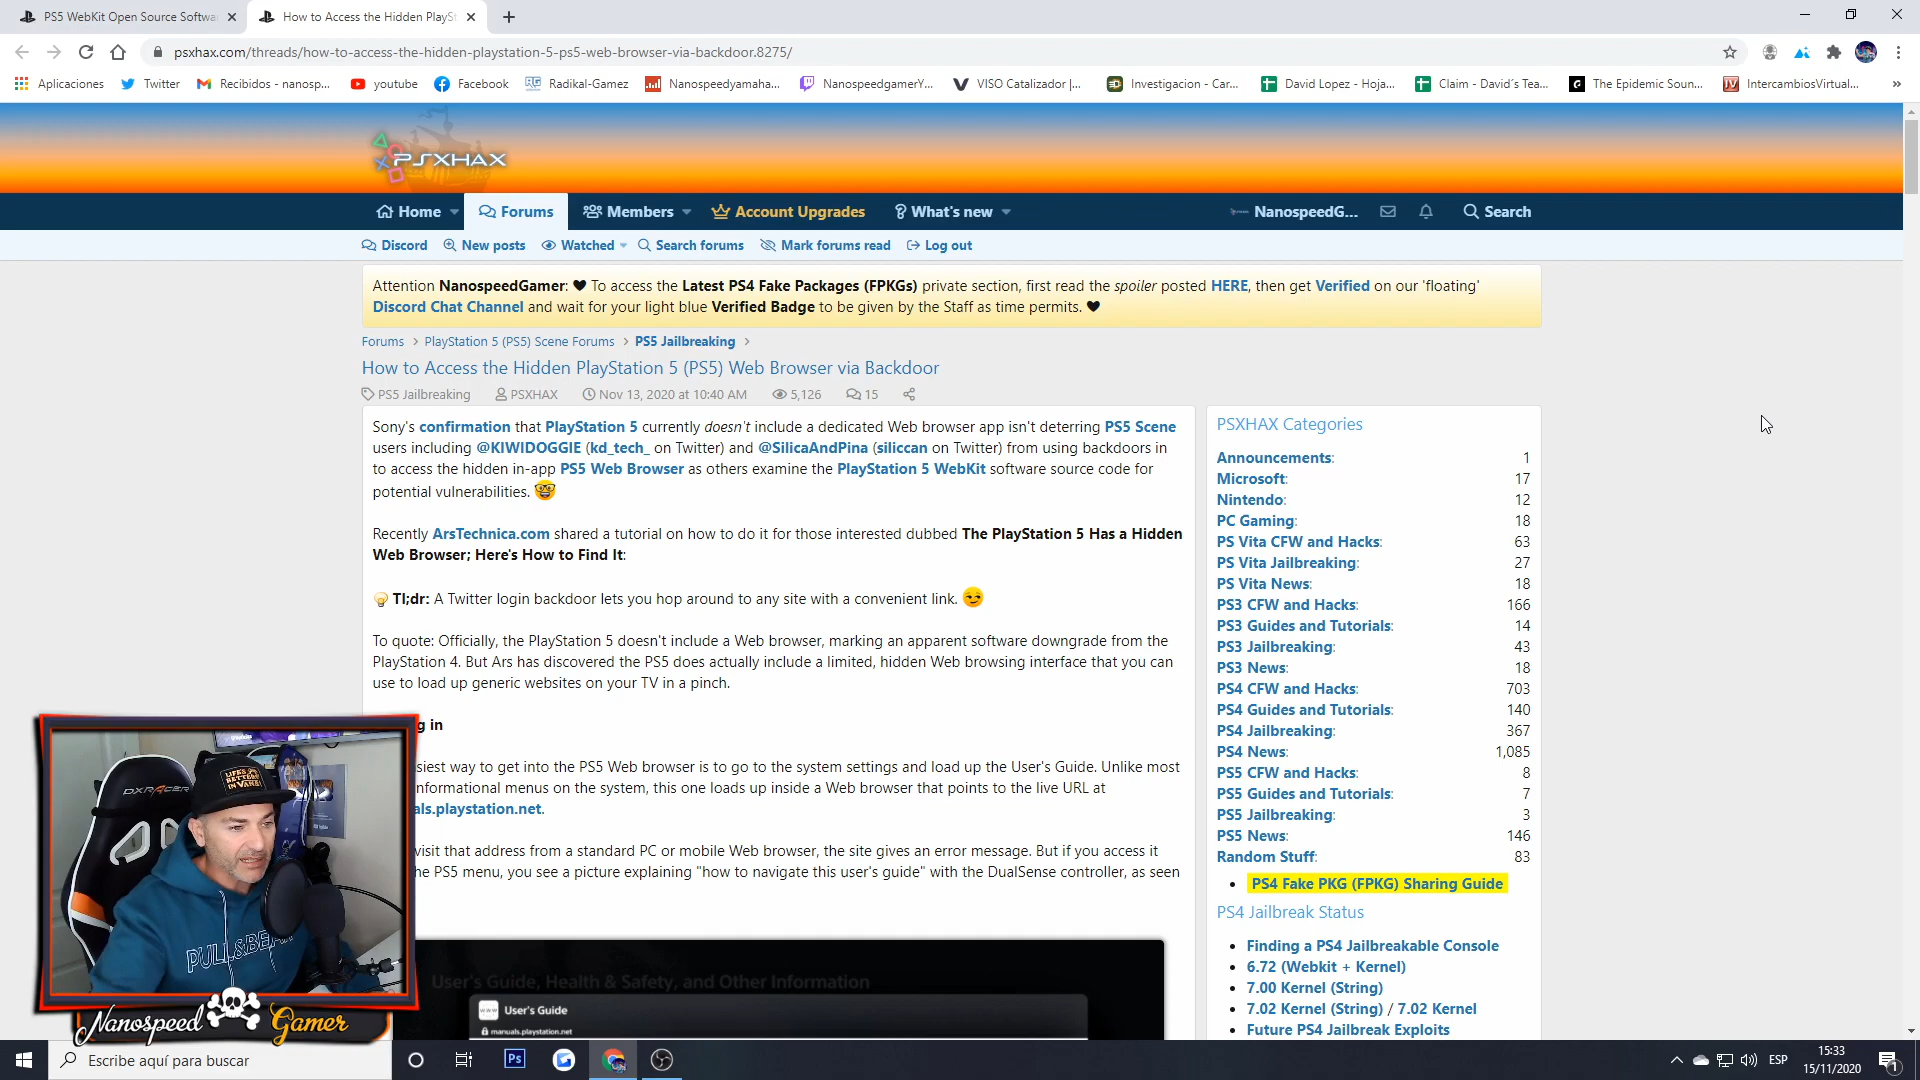 PS5 WebKit Open Source Softwa
How to Access the Hidden PlaySt
psxhax.com/threads/how-to-access-the-hidden-playstation-5-ps5-web-browser-via-backdoor.8275/
Aplicaciones Twitter Recibidos - nanosp... youtube Facebook Radikal-Gamez Nanospeedyamaha... NanospeedgamerY... VISO Catalizador |... Investigacion - Car... David Lopez - Hoja... Claim - David´s Tea... The Epidemic Soun... IntercambiosVirtual... »
PSXHAX
Home Forums Members Account Upgrades What's new NanospeedG... Search
Discord New posts Watched Search forums Mark forums read Log out
Attention NanospeedGamer: ♥ To access the Latest PS4 Fake Packages (FPKGs) private section, first read the spoiler posted HERE, then get Verified on our 'floating'
Discord Chat Channel and wait for your light blue Verified Badge to be given by the Staff as time permits. ♥
Forums > PlayStation 5 (PS5) Scene Forums > PS5 Jailbreaking >
How to Access the Hidden PlayStation 5 (PS5) Web Browser via Backdoor
PS5 Jailbreaking PSXHAX Nov 13, 2020 at 10:40 AM 5,126 15
Sony's confirmation that PlayStation 5 currently doesn't include a dedicated Web browser app isn't deterring PS5 Scene
users including @KIWIDOGGIE (kd_tech_ on Twitter) and @SilicaAndPina (siliccan on Twitter) from using backdoors in
to access the hidden in-app PS5 Web Browser as others examine the PlayStation 5 WebKit software source code for
potential vulnerabilities. 🤓
Recently ArsTechnica.com shared a tutorial on how to do it for those interested dubbed The PlayStation 5 Has a Hidden
Web Browser; Here's How to Find It:
💡 Tl;dr: A Twitter login backdoor lets you hop around to any site with a convenient link. 😏
To quote: Officially, the PlayStation 5 doesn't include a Web browser, marking an apparent software downgrade from the
PlayStation 4. But Ars has discovered the PS5 does actually include a limited, hidden Web browsing interface that you can
use to load up generic websites on your TV in a pinch.
g in
siest way to get into the PS5 Web browser is to go to the system settings and load up the User's Guide. Unlike most
nformational menus on the system, this one loads up inside a Web browser that points to the live URL at
als.playstation.net.
visit that address from a standard PC or mobile Web browser, the site gives an error message. But if you access it
he PS5 menu, you see a picture explaining "how to navigate this user's guide" with the DualSense controller, as seen
User's Guide, Health & Safety, and Other Information
User's Guide
manuals.playstation.net
PSXHAX Categories
Announcements: 1
Microsoft: 17
Nintendo: 12
PC Gaming: 18
PS Vita CFW and Hacks: 63
PS Vita Jailbreaking: 27
PS Vita News: 18
PS3 CFW and Hacks: 166
PS3 Guides and Tutorials: 14
PS3 Jailbreaking: 43
PS3 News: 18
PS4 CFW and Hacks: 703
PS4 Guides and Tutorials: 140
PS4 Jailbreaking: 367
PS4 News: 1,085
PS5 CFW and Hacks: 8
PS5 Guides and Tutorials: 7
PS5 Jailbreaking: 3
PS5 News: 146
Random Stuff: 83
• PS4 Fake PKG (FPKG) Sharing Guide
PS4 Jailbreak Status
• Finding a PS4 Jailbreakable Console
• 6.72 (Webkit + Kernel)
• 7.00 Kernel (String)
• 7.02 Kernel (String) / 7.02 Kernel
• Future PS4 Jailbreak Exploits
DXRACER
LIFE'S BETTER IN VANS
PULL&BEAR
Nanospeed Gamer
Escribe aquí para buscar
Ps
ESP
15:33
15/11/2020
1